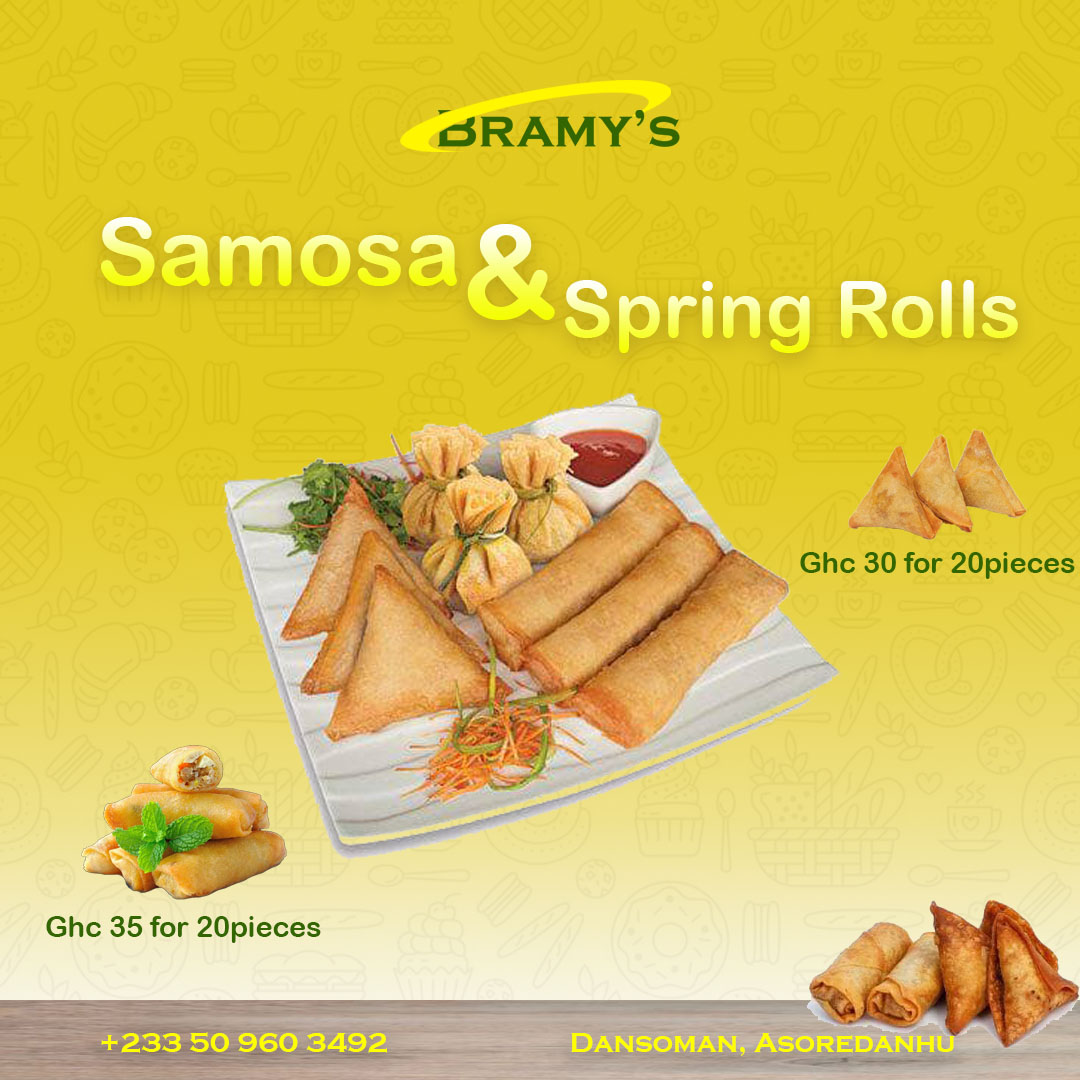 BRAMY'S
Samosa & Spring Rolls
Ghc 30 for 20pieces
Ghc 35 for 20pieces
+233 50 960 3492
DANSOMAN, ASOREDANHU